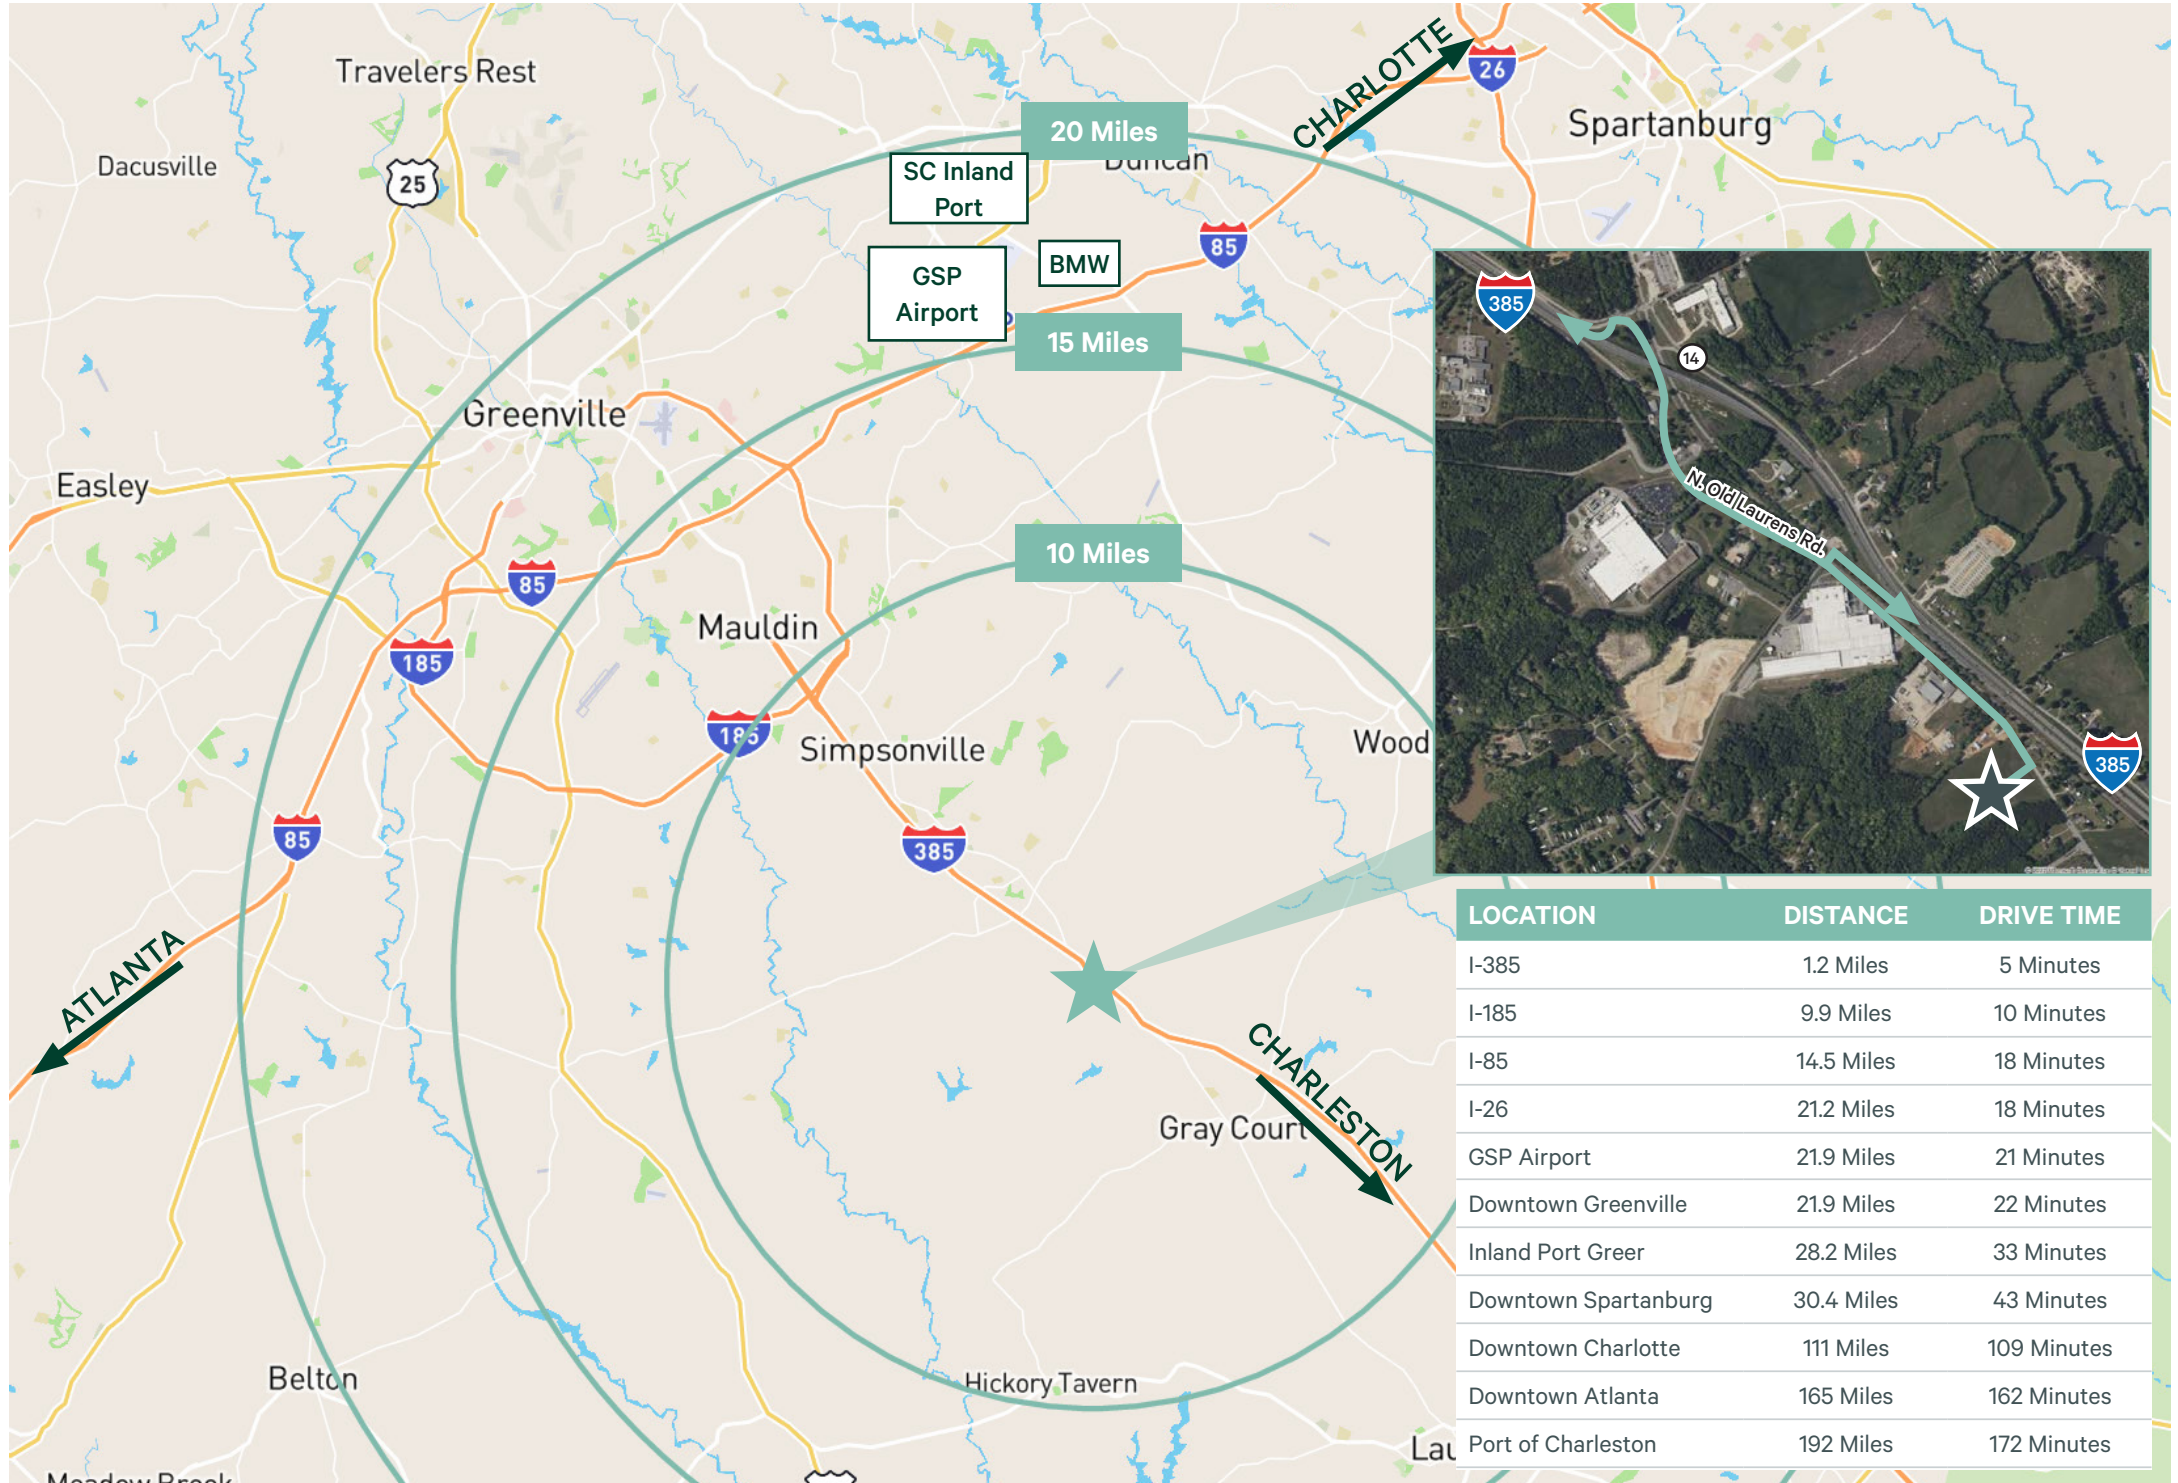 Travelers Rest
Dacusville
25
20 Miles
Duncan
SC Inland
Port
GSP
Airport
BMW
85
CHARLOTTE
26
Spartanburg
15 Miles
Greenville
Easley
10 Miles
85
185
Mauldin
185
Simpsonville
Wood
385
85
ATLANTA
CHARLESTON
Gray Court
Belton
Hickory Tavern
Lau
385
14
N. Old Laurens Rd.
385
LOCATION DISTANCE DRIVE TIME
I-385 1.2 Miles 5 Minutes
I-185 9.9 Miles 10 Minutes
I-85 14.5 Miles 18 Minutes
I-26 21.2 Miles 18 Minutes
GSP Airport 21.9 Miles 21 Minutes
Downtown Greenville 21.9 Miles 22 Minutes
Inland Port Greer 28.2 Miles 33 Minutes
Downtown Spartanburg 30.4 Miles 43 Minutes
Downtown Charlotte 111 Miles 109 Minutes
Downtown Atlanta 165 Miles 162 Minutes
Port of Charleston 192 Miles 172 Minutes
Meadow Brook